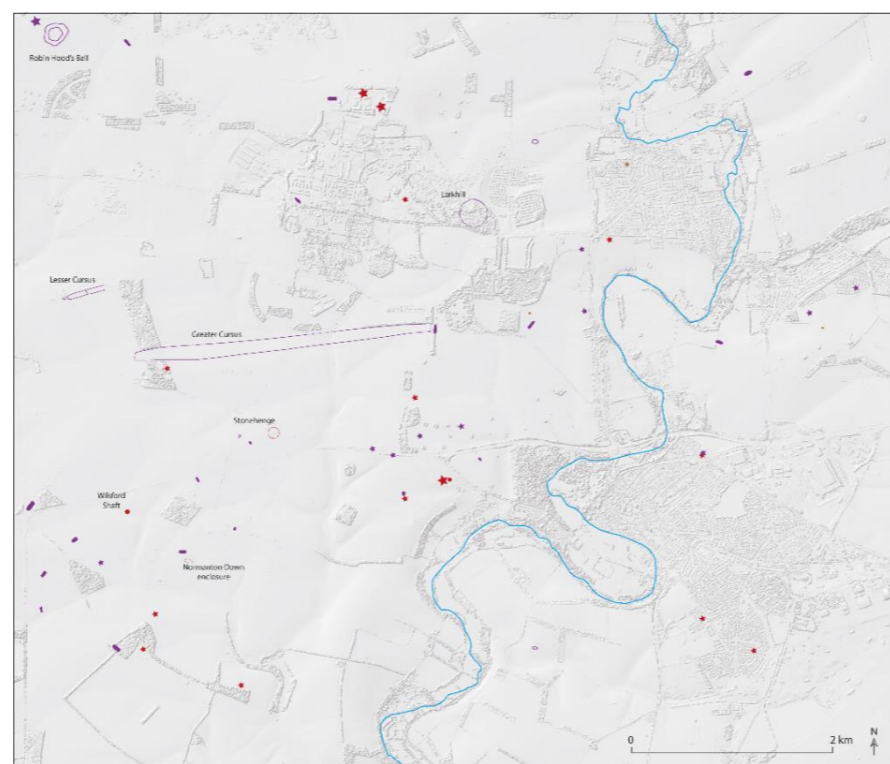 Robin Hood's Ball
Larkhill
Lesser Cursus
Greater Cursus
Stonehenge
Wilsford
Shaft
Normanton Down
enclosure
N
0 2 km